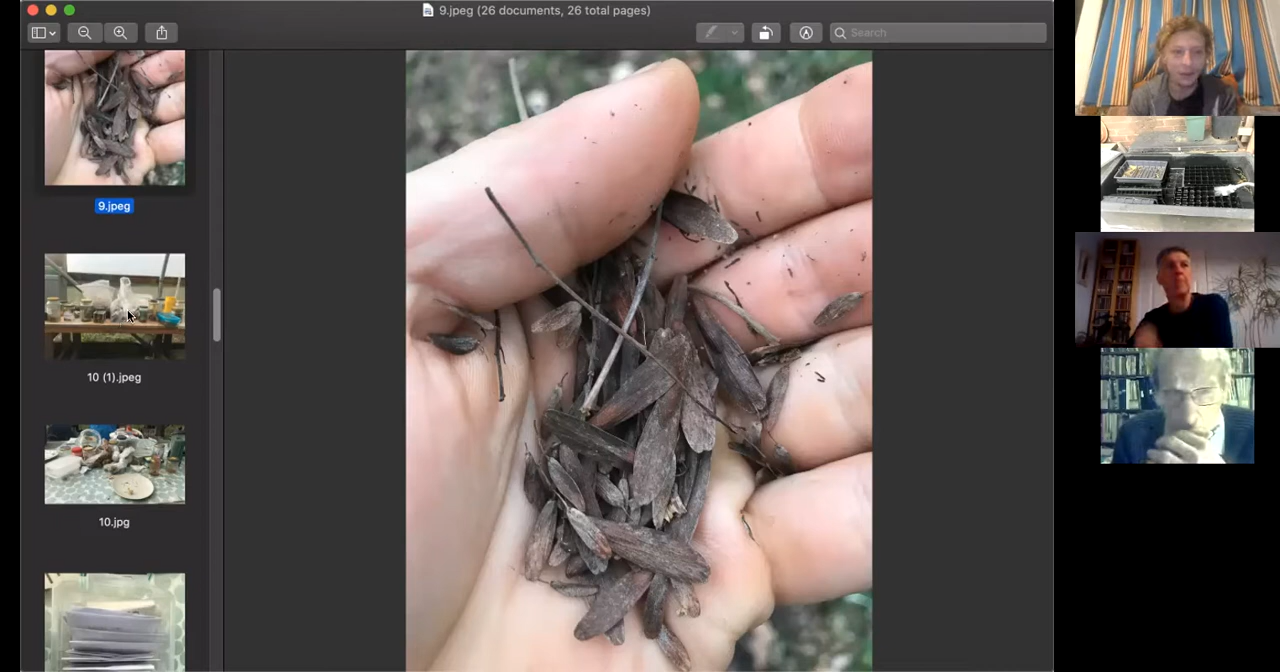 9.jpeg (26 documents, 26 total pages)
Search
9.jpeg
10 (1).jpeg
10.jpg